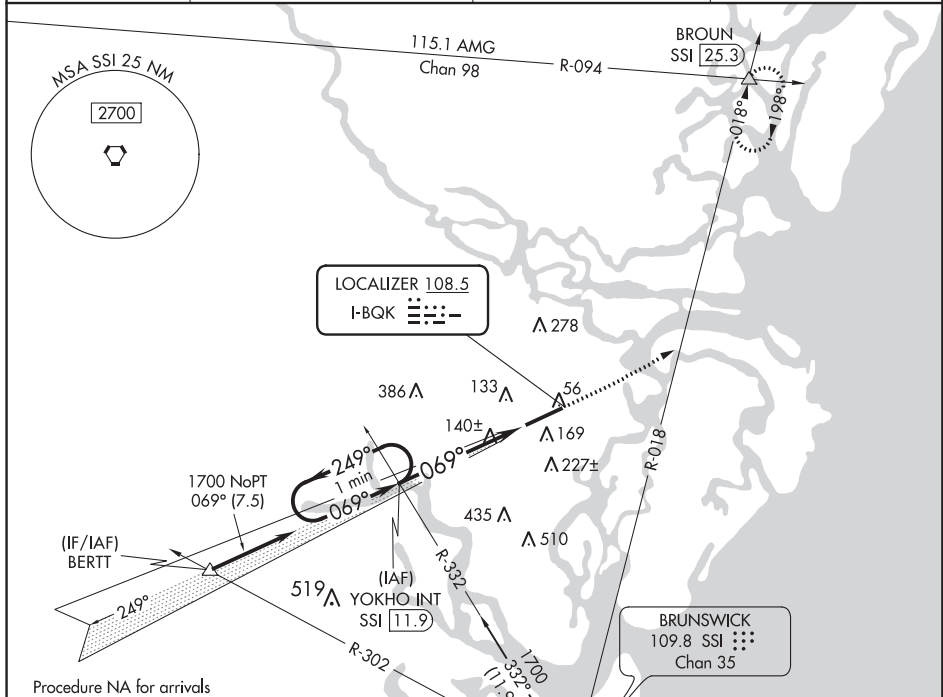 115.1 AMG
Chan 98
R-094
BROUN
SSI 25.3
MSA SSI 25 NM
2700
018°
198°
LOCALIZER 108.5
I-BQK
278
386
133
56
140±
169
227±
249°
1 min
069°
069°
1700 NoPT
069° (7.5)
R-018
435
510
(IF/IAF)
BERTT
519
(IAF)
YOKHO INT
SSI 11.9
R-332
249°
R-302
BRUNSWICK
109.8 SSI
Chan 35
1700
332°
Procedure NA for arrivals